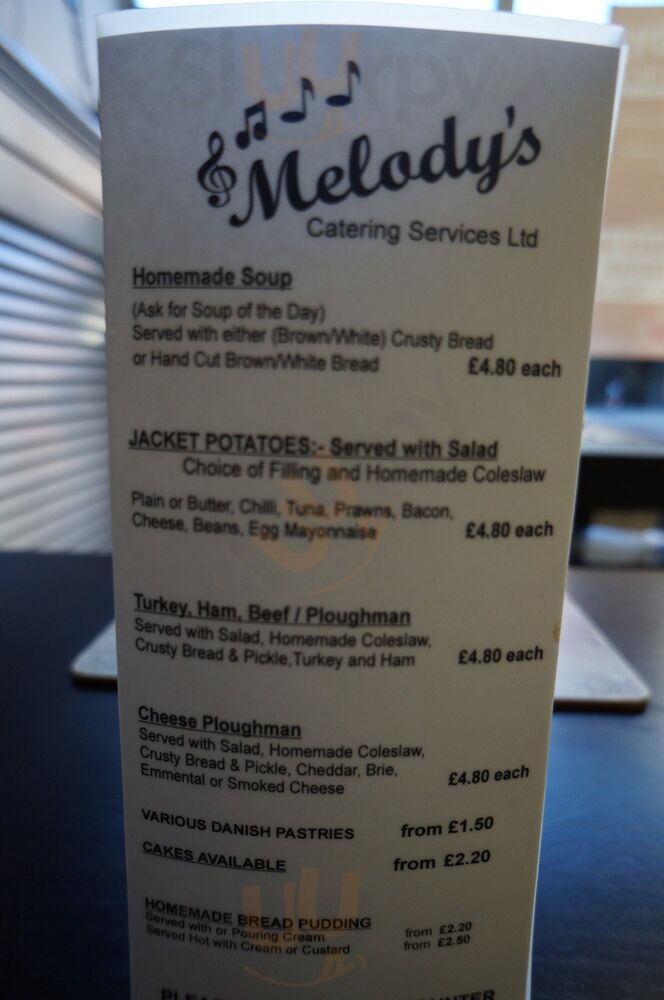 Melody's
Catering Services Ltd
Homemade Soup
(Ask for Soup of the Day)
Served with either (Brown/White) Crusty Bread
or Hand Cut Brown/White Bread £4.80 each
JACKET POTATOES:- Served with Salad
Choice of Filling and Homemade Coleslaw
Plain or Butter, Chilli, Tuna, Prawns, Bacon,
Cheese, Beans, Egg Mayonnaise £4.80 each
Turkey, Ham, Beef / Ploughman
Served with Salad, Homemade Coleslaw,
Crusty Bread & Pickle,Turkey and Ham £4.80 each
Cheese Ploughman
Served with Salad, Homemade Coleslaw,
Crusty Bread & Pickle, Cheddar, Brie,
Emmental or Smoked Cheese £4.80 each
VARIOUS DANISH PASTRIES from £1.50
CAKES AVAILABLE from £2.20
HOMEMADE BREAD PUDDING
Served with or Pouring Cream from £2.20
Served Hot with Cream or Custard from £2.50